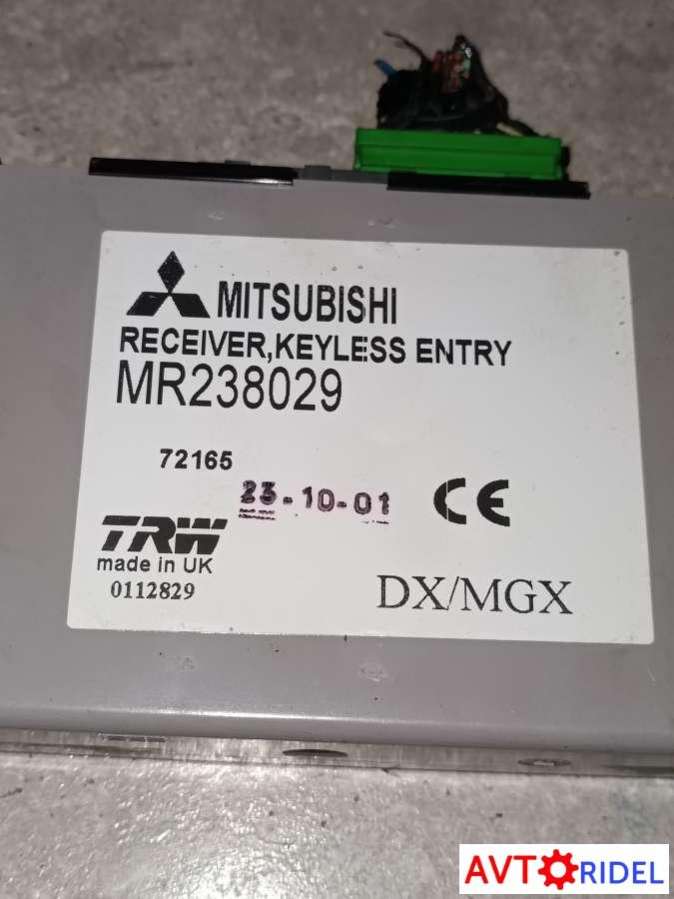 MITSUBISHI
RECEIVER,KEYLESS ENTRY
MR238029
72165
23-10-01
CE
TRW
made in UK
0112829
DX/MGX
AVTORIDEL